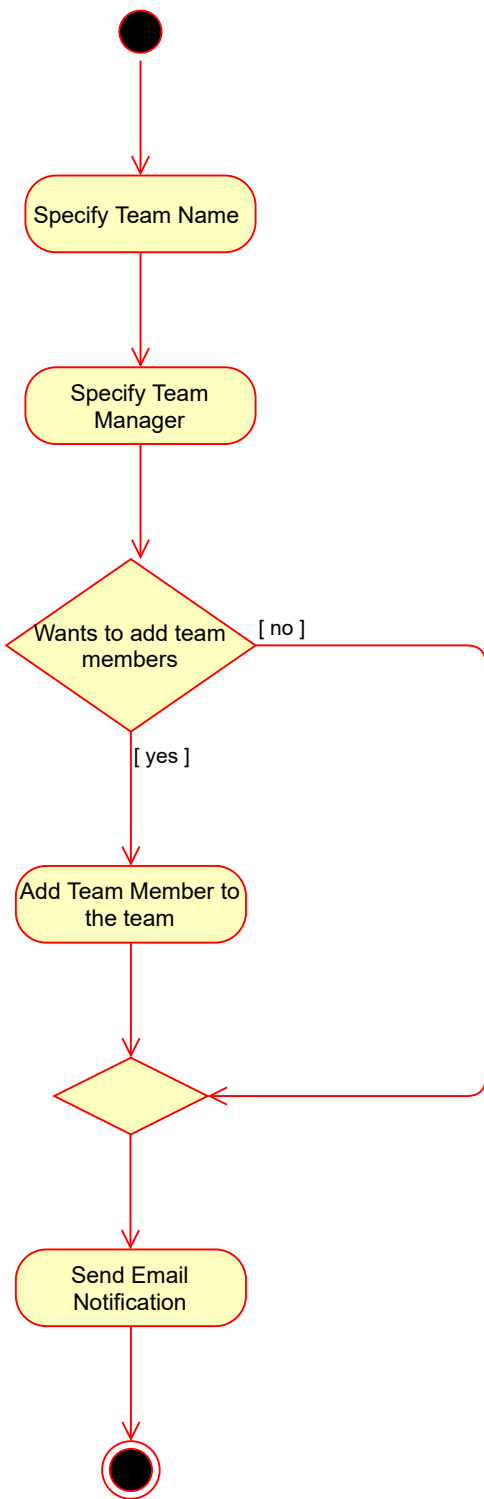 Specify Team Name
Specify Team
Manager
Wants to add team
members
[ no ]
[ yes ]
Add Team Member to
the team
Send Email
Notification